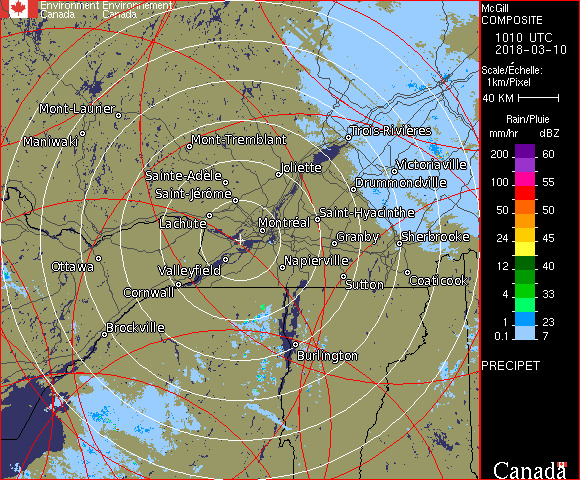 Environment Environnement
Canada Canada
McGill
COMPOSITE
1010 UTC
2018-03-10
Scale/Échelle:
1km/Pixel
40 KM
Rain/Pluie
mm/hr dBZ
200 60
100 55
50 50
24 45
12 40
4 33
1 23
0.1 7
PRECIPET
Mont-Laurier
Maniwaki
Mont-Tremblant
Trois-Rivières
Sainte-Adèle
Joliette
Victoriaville
Saint-Jérôme
Drummondville
Lachute
Montréal
Saint-Hyacinthe
Granby
Sherbrooke
Ottawa
Valleyfield
Napierville
Cornwall
Sutton
Coaticook
Brockville
Burlington
Canada